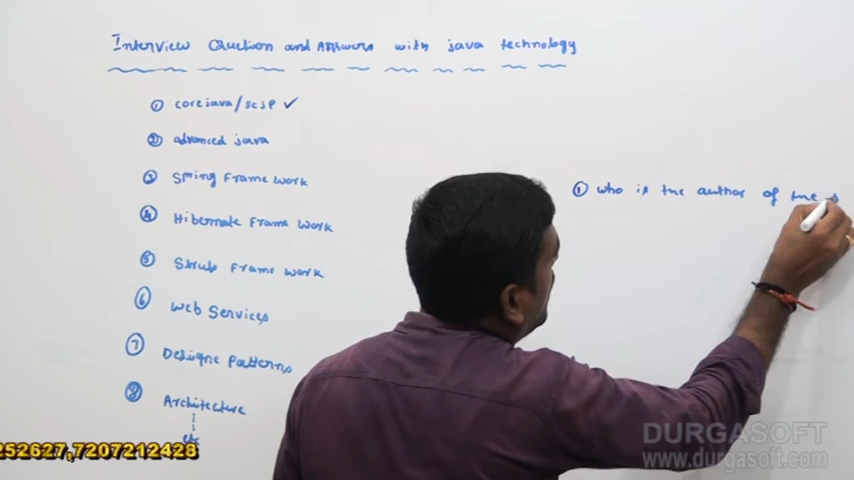 Interview Question and Answers with java technology
① core java/scjp ✓
② advanced java
③ Spring Frame work
④ Hibernate Frame work
⑤ Struts Frame work
⑥ Web Services
⑦ Designe Patterns
⑧ Architecture
etc
① who is the author of the
252627,7207212428
DURGASOFT
www.durgasoft.com